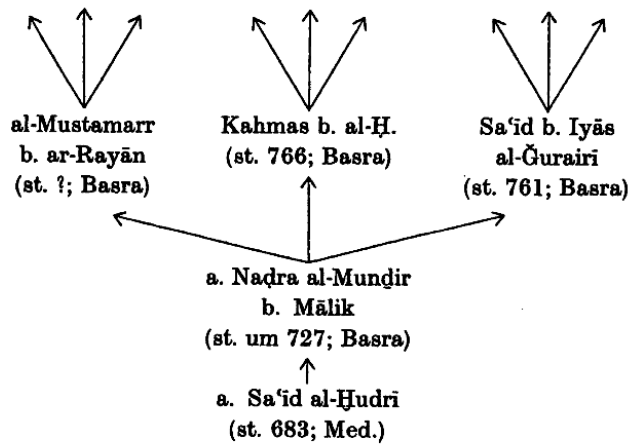 al-Mustamarr
b. ar-Rayān
(st. ?; Basra)
Kahmas b. al-Ḥ.
(st. 766; Basra)
Saʿīd b. Iyās
al-Ǧurairī
(st. 761; Basra)
a. Naḍra al-Munḏir
b. Mālik
(st. um 727; Basra)
a. Saʿīd al-Ḫudrī
(st. 683; Med.)